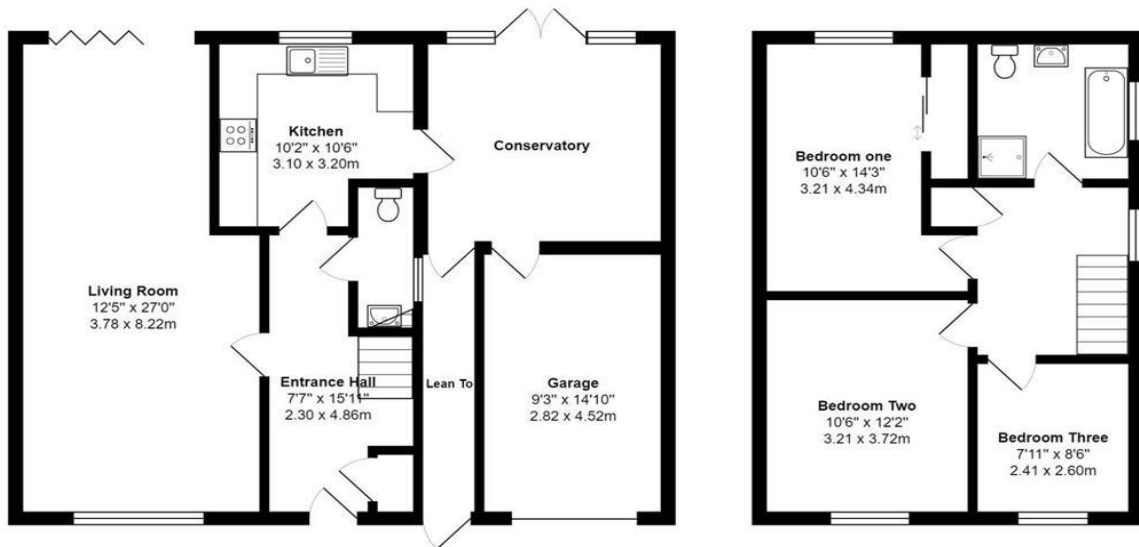 Kitchen
10'2" x 10'6"
3.10 x 3.20m
Conservatory
Living Room
12'5" x 27'0"
3.78 x 8.22m
Entrance Hall
7'7" x 15'11"
2.30 x 4.86m
Lean To
Garage
9'3" x 14'10"
2.82 x 4.52m
Bedroom one
10'6" x 14'3"
3.21 x 4.34m
Bedroom Two
10'6" x 12'2"
3.21 x 3.72m
Bedroom Three
7'11" x 8'6"
2.41 x 2.60m